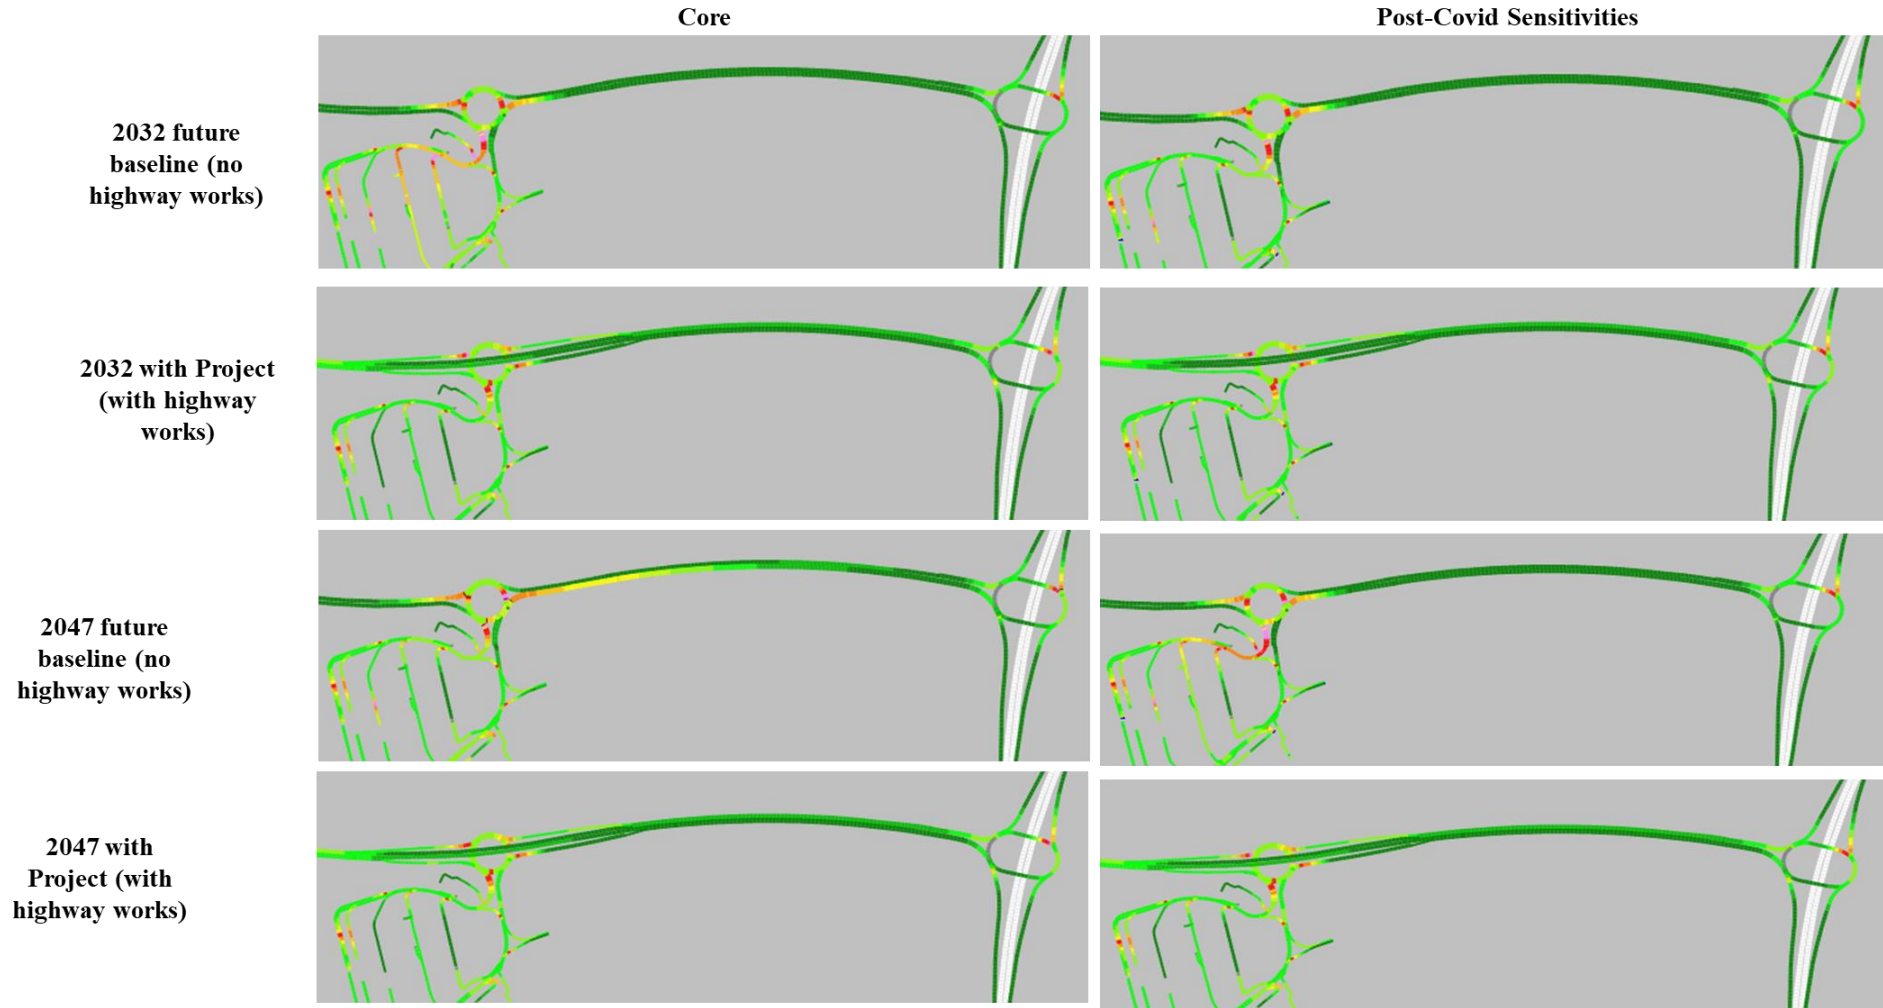 Core
Post-Covid Sensitivities
2032 future
baseline (no
highway works)
2032 with Project
(with highway
works)
2047 future
baseline (no
highway works)
2047 with
Project (with
highway works)